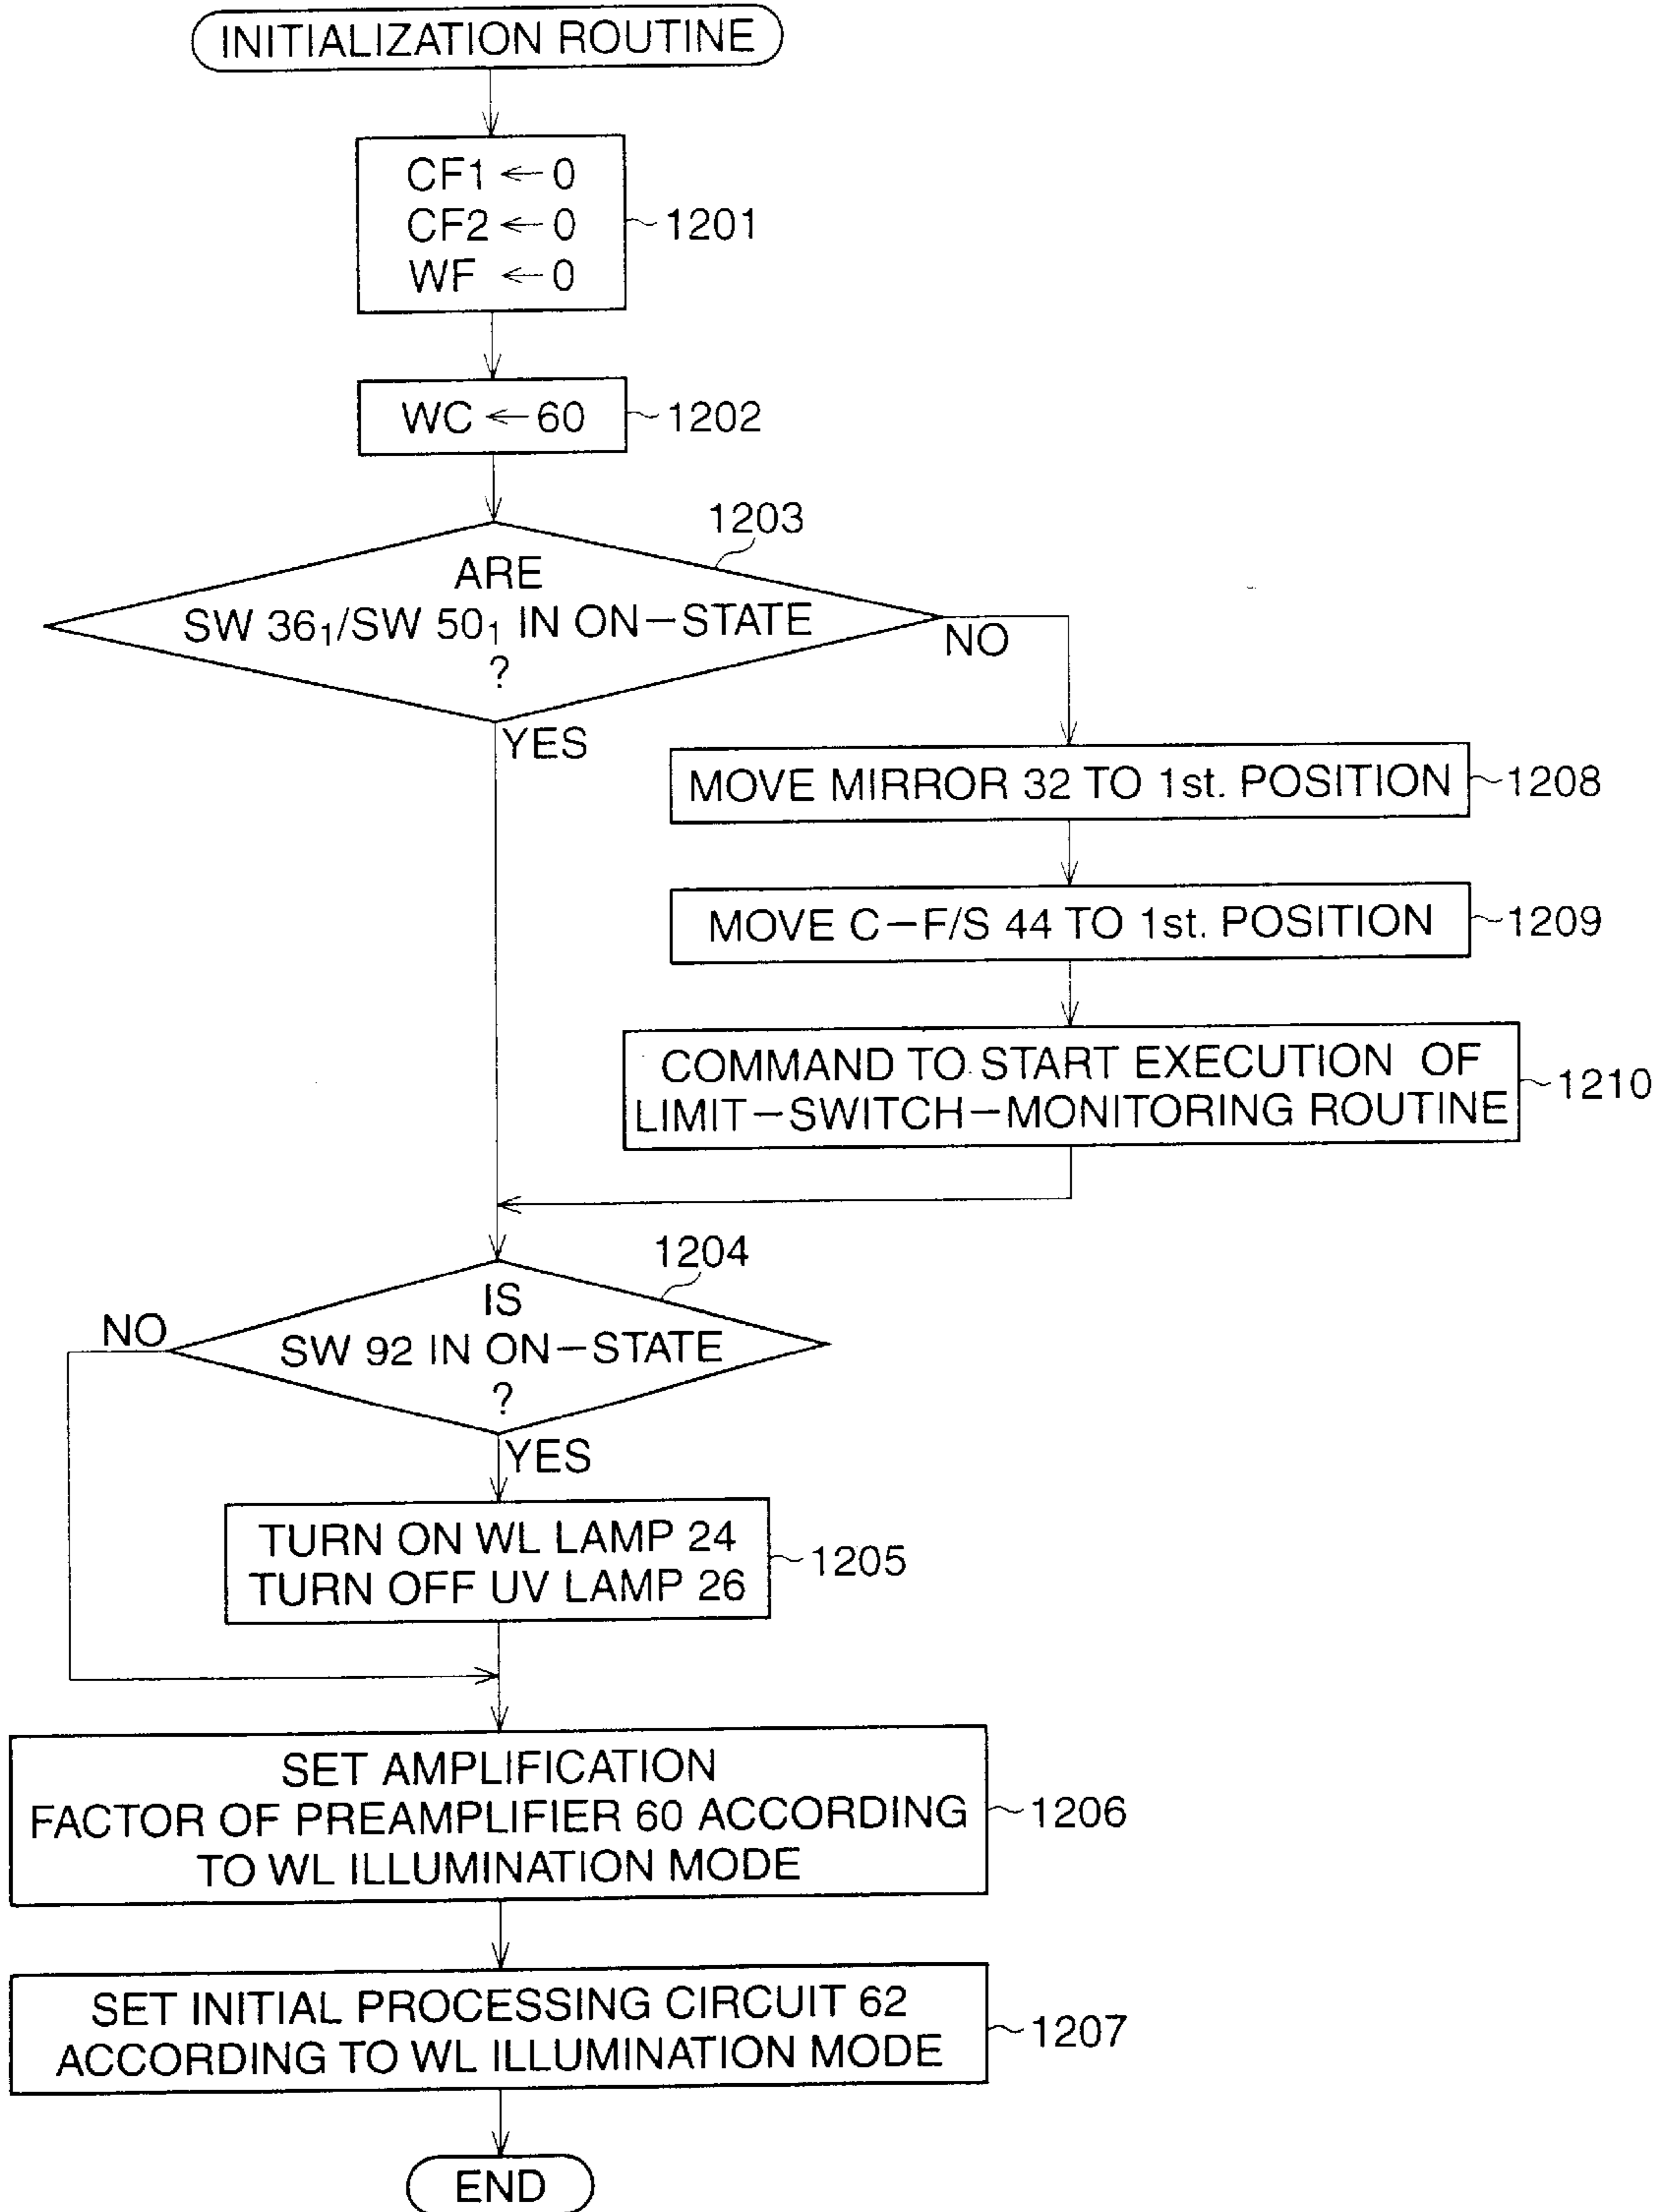 INITIALIZATION ROUTINE
CF1 ← 0
CF2 ← 0
WF ← 0
1201
WC ← 60
1202
1203
ARE
SW 36₁/SW 50₁ IN ON-STATE
?
NO
YES
MOVE MIRROR 32 TO 1st. POSITION
1208
MOVE C-F/S 44 TO 1st. POSITION
1209
COMMAND TO START EXECUTION OF
LIMIT-SWITCH-MONITORING ROUTINE
1210
1204
IS
SW 92 IN ON-STATE
?
NO
YES
TURN ON WL LAMP 24
TURN OFF UV LAMP 26
1205
SET AMPLIFICATION
FACTOR OF PREAMPLIFIER 60 ACCORDING
TO WL ILLUMINATION MODE
1206
SET INITIAL PROCESSING CIRCUIT 62
ACCORDING TO WL ILLUMINATION MODE
1207
END